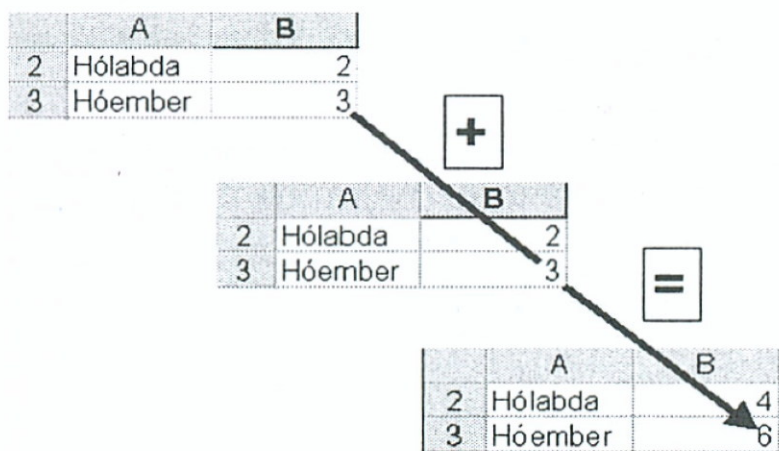 A B
2 Hólabda 2
3 Hóember 3
+
A B
2 Hólabda 2
3 Hóember 3
=
A B
2 Hólabda 4
3 Hóember 6